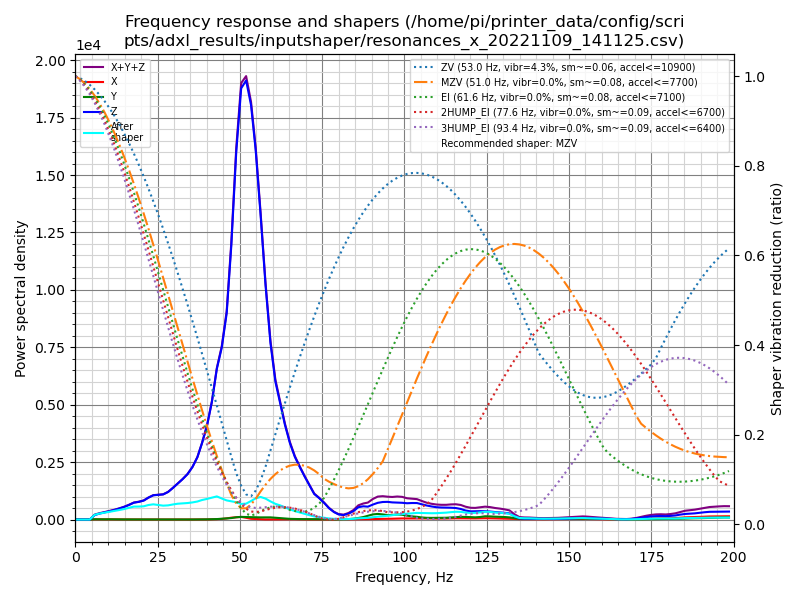 Frequency response and shapers (/home/pi/printer_data/config/scri
pts/adxl_results/inputshaper/resonances_x_20221109_141125.csv)
1e4
X+Y+Z
X
Y
Z
After
shaper
ZV (53.0 Hz, vibr=4.3%, sm~=0.06, accel<=10900)
MZV (51.0 Hz, vibr=0.0%, sm~=0.08, accel<=7700)
EI (61.6 Hz, vibr=0.0%, sm~=0.08, accel<=7100)
2HUMP_EI (77.6 Hz, vibr=0.0%, sm~=0.09, accel<=6700)
3HUMP_EI (93.4 Hz, vibr=0.0%, sm~=0.09, accel<=6400)
Recommended shaper: MZV
Power spectral density
2.00
1.75
1.50
1.25
1.00
0.75
0.50
0.25
0.00
0 25 50 75 100 125 150 175 200
Frequency, Hz
1.0
0.8
0.6
0.4
0.2
0.0
Shaper vibration reduction (ratio)